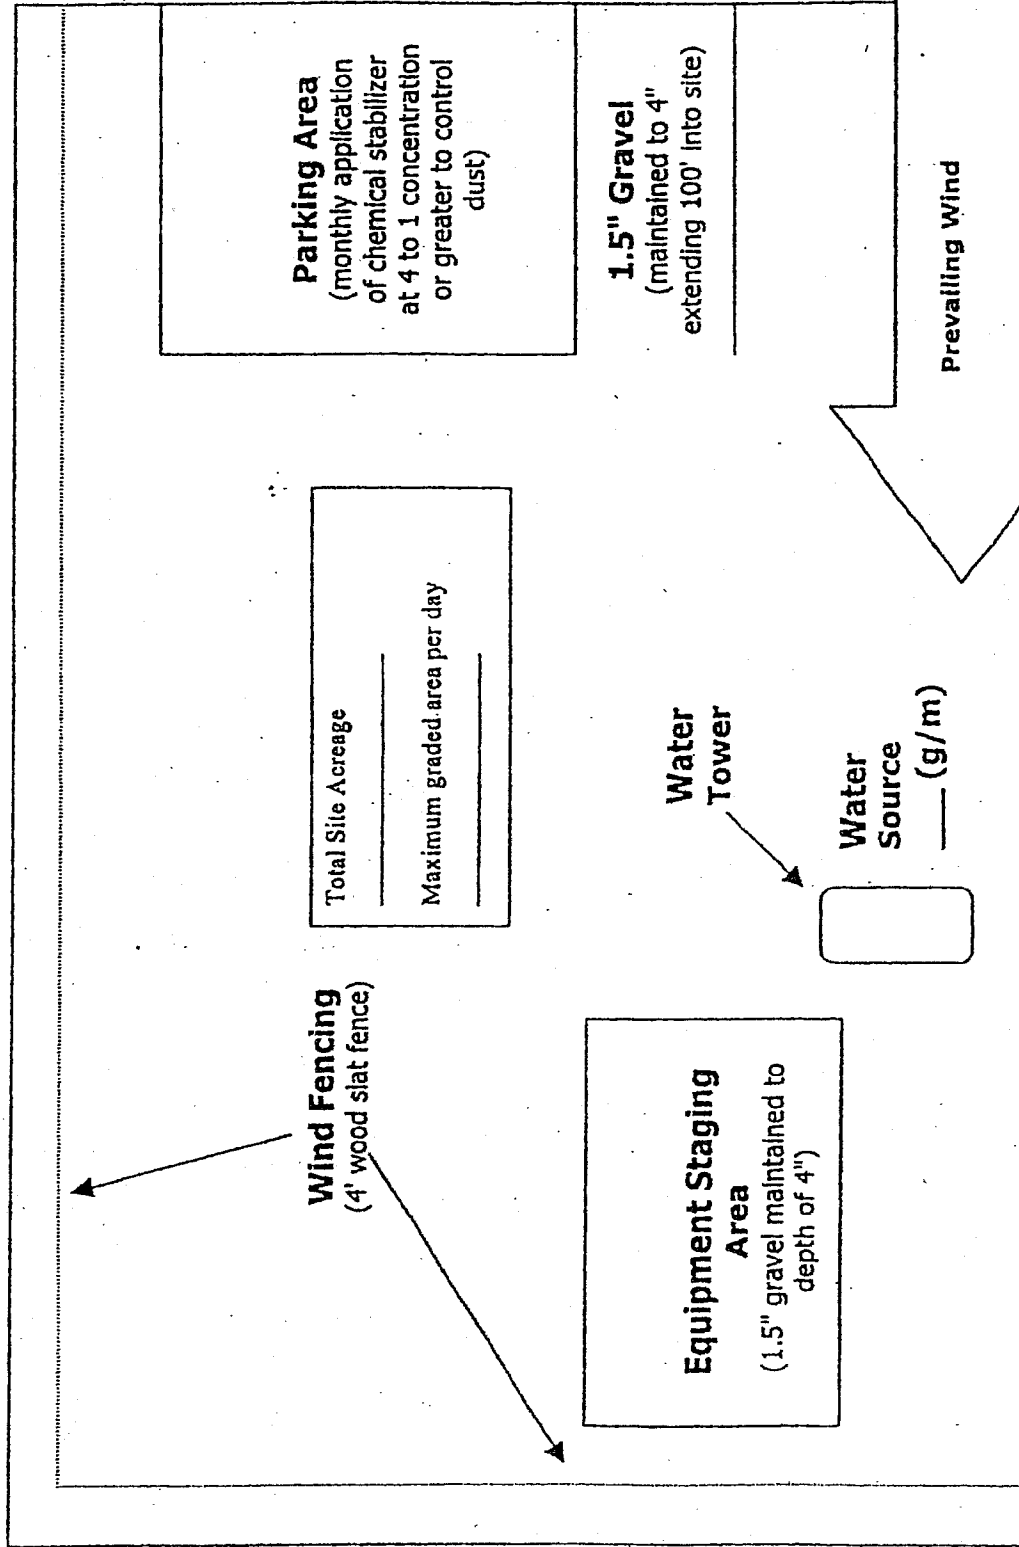 Wind Fencing
(4' wood slat fence)
Total Site Acreage
Maximum graded area per day
Parking Area
(monthly application
of chemical stabilizer
at 4 to 1 concentration
or greater to control
dust)
1.5" Gravel
(maintained to 4"
extending 100' into site)
Equipment Staging
Area
(1.5" gravel maintained to
depth of 4")
Water
Tower
Water
Source
(g/m)
Prevailing Wind